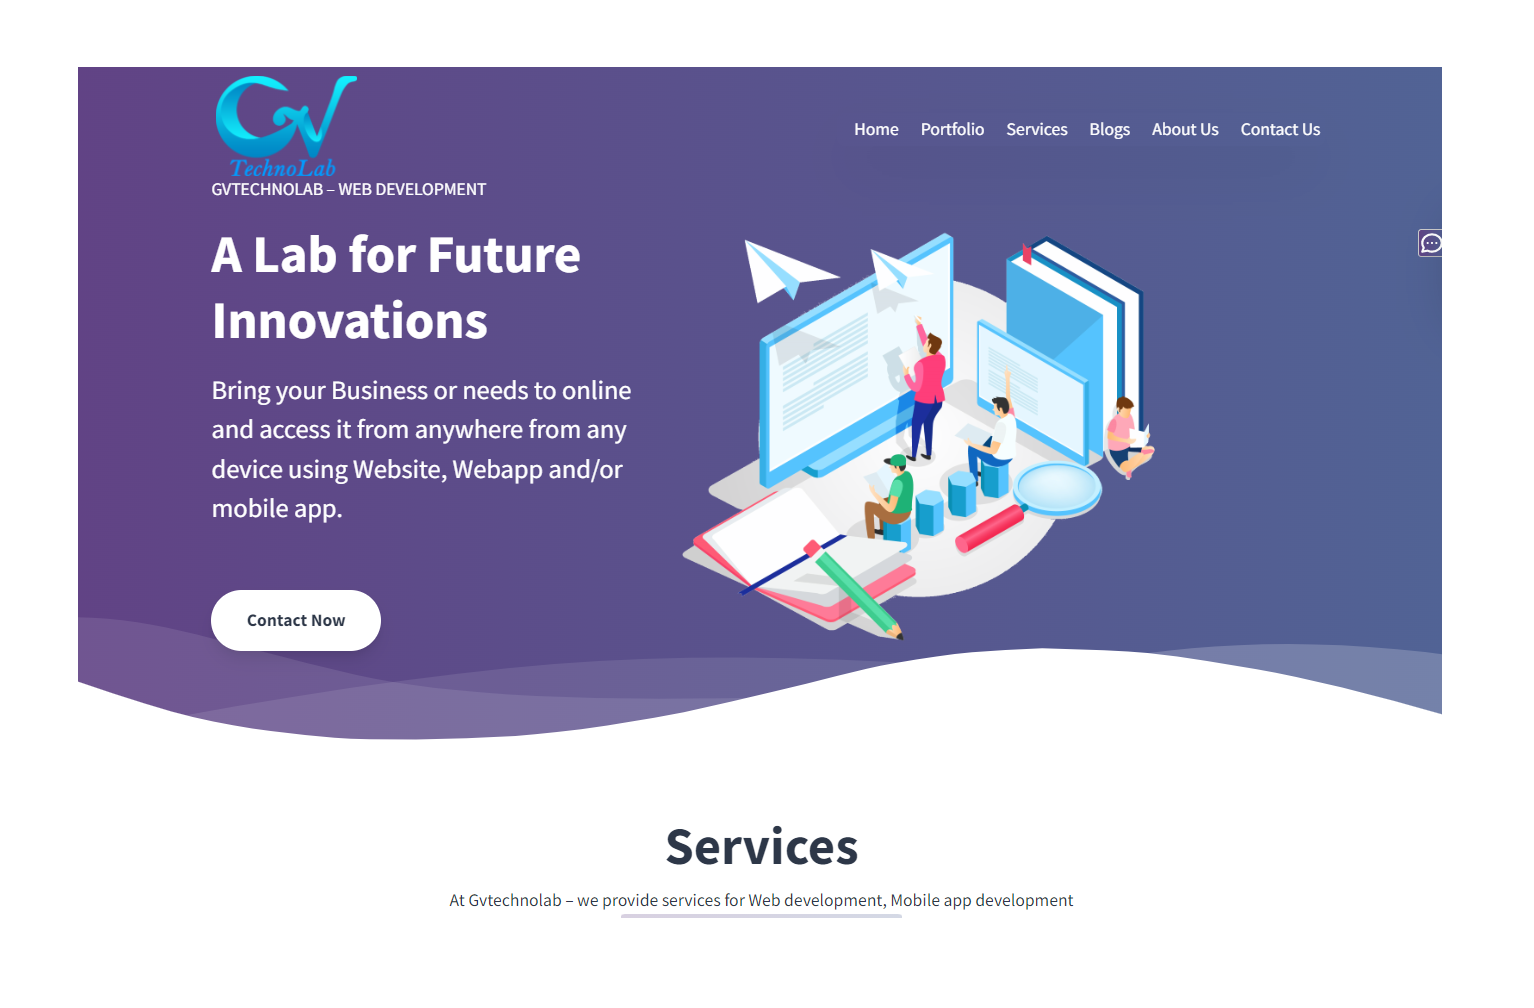 GV
TechnoLab
Home Portfolio Services Blogs About Us Contact Us
GVTECHNOLAB – WEB DEVELOPMENT
A Lab for Future
Innovations
Bring your Business or needs to online
and access it from anywhere from any
device using Website, Webapp and/or
mobile app.
Contact Now
Services
At Gvtechnolab – we provide services for Web development, Mobile app development